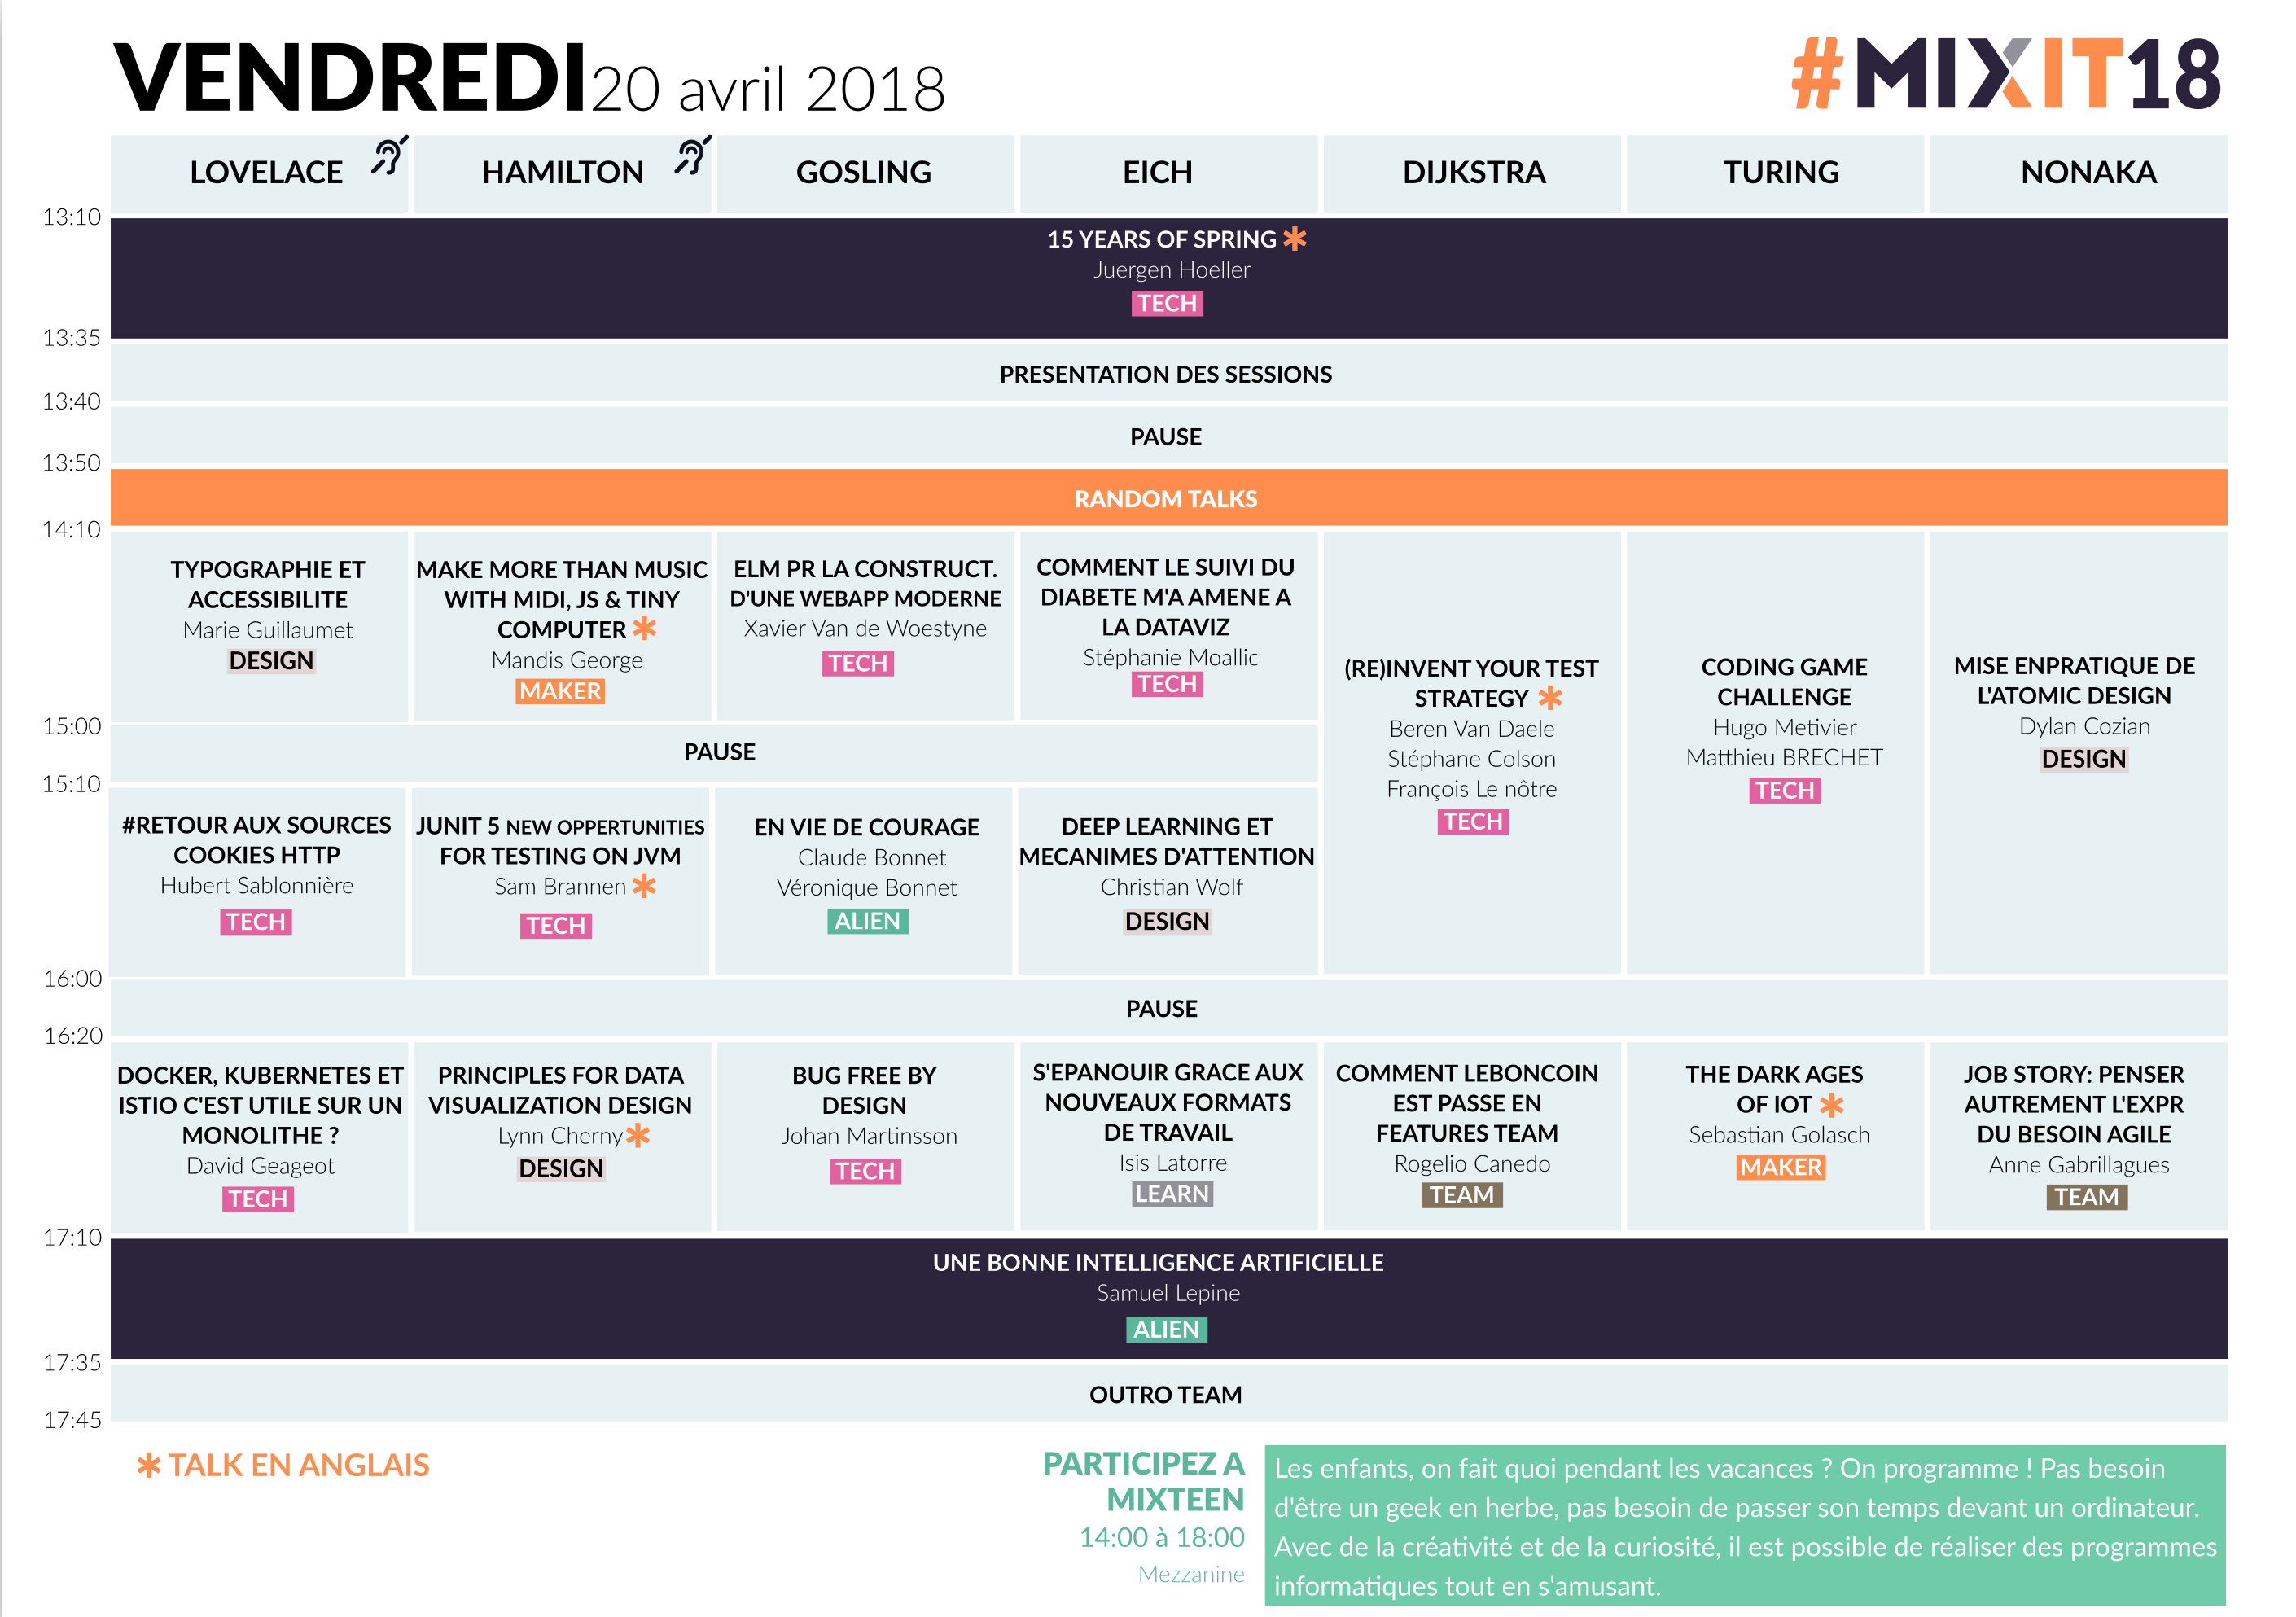 VENDREDI 20 avril 2018
#MIXIT18
LOVELACE
HAMILTON
GOSLING
EICH
DIJKSTRA
TURING
NONAKA
13:10
15 YEARS OF SPRING *
Juergen Hoeller
TECH
13:35
PRESENTATION DES SESSIONS
13:40
PAUSE
13:50
RANDOM TALKS
14:10
TYPOGRAPHIE ET
ACCESSIBILITE
Marie Guillaumet
DESIGN
MAKE MORE THAN MUSIC
WITH MIDI, JS & TINY
COMPUTER *
Mandis George
MAKER
ELM PR LA CONSTRUCT.
D'UNE WEBAPP MODERNE
Xavier Van de Woestyne
TECH
COMMENT LE SUIVI DU
DIABETE M'A AMENE A
LA DATAVIZ
Stéphanie Moallic
TECH
(RE)INVENT YOUR TEST
STRATEGY *
Beren Van Daele
Stéphane Colson
François Le nôtre
TECH
CODING GAME
CHALLENGE
Hugo Metivier
Matthieu BRECHET
TECH
MISE ENPRATIQUE DE
L'ATOMIC DESIGN
Dylan Cozian
DESIGN
15:00
PAUSE
15:10
#RETOUR AUX SOURCES
COOKIES HTTP
Hubert Sablonnière
TECH
JUNIT 5 NEW OPPERTUNITIES
FOR TESTING ON JVM
Sam Brannen *
TECH
EN VIE DE COURAGE
Claude Bonnet
Véronique Bonnet
ALIEN
DEEP LEARNING ET
MECANIMES D'ATTENTION
Christian Wolf
DESIGN
16:00
PAUSE
16:20
DOCKER, KUBERNETES ET
ISTIO C'EST UTILE SUR UN
MONOLITHE ?
David Geageot
TECH
PRINCIPLES FOR DATA
VISUALIZATION DESIGN
Lynn Cherny *
DESIGN
BUG FREE BY
DESIGN
Johan Martinsson
TECH
S'EPANOUIR GRACE AUX
NOUVEAUX FORMATS
DE TRAVAIL
Isis Latorre
LEARN
COMMENT LEBONCOIN
EST PASSE EN
FEATURES TEAM
Rogelio Canedo
TEAM
THE DARK AGES
OF IOT *
Sebastian Golasch
MAKER
JOB STORY: PENSER
AUTREMENT L'EXPR
DU BESOIN AGILE
Anne Gabrillagues
TEAM
17:10
UNE BONNE INTELLIGENCE ARTIFICIELLE
Samuel Lepine
ALIEN
17:35
OUTRO TEAM
17:45
* TALK EN ANGLAIS
PARTICIPEZ A
MIXTEEN
14:00 à 18:00
Mezzanine
Les enfants, on fait quoi pendant les vacances ? On programme ! Pas besoin
d'être un geek en herbe, pas besoin de passer son temps devant un ordinateur.
Avec de la créativité et de la curiosité, il est possible de réaliser des programmes
informatiques tout en s'amusant.